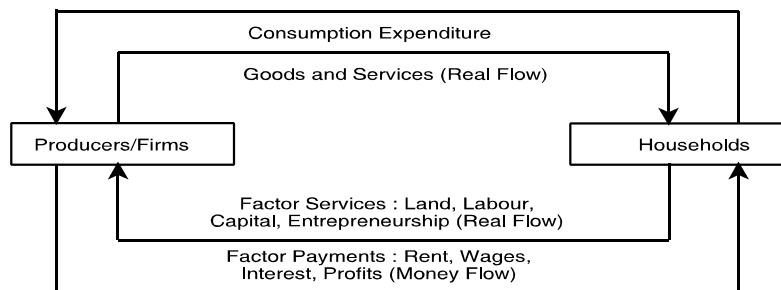 Consumption Expenditure
Goods and Services (Real Flow)
Producers/Firms
Households
Factor Services : Land, Labour,
Capital, Entrepreneurship (Real Flow)
Factor Payments : Rent, Wages,
Interest, Profits (Money Flow)